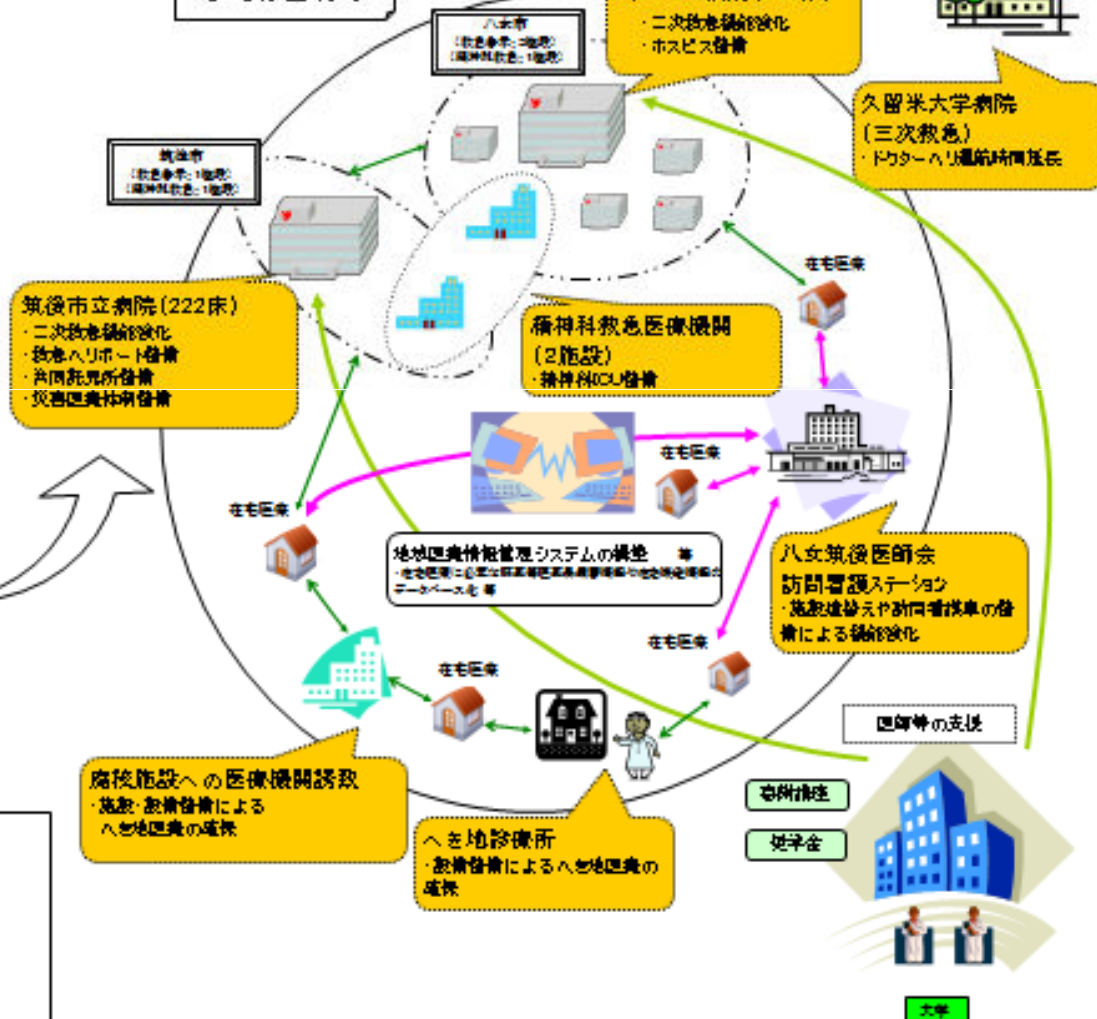 八女市
・二次救急機能強化
・ホスピス整備
久留米大学病院
(三次救急)
・ドクターヘリ運航時間延長
筑後市
筑後市立病院(222床)
・二次救急機能強化
・救急ヘリポート整備
・共同託児所整備
・災害医療体制整備
精神科救急医療機関
(2施設)
・精神科ICU整備
在宅医療
在宅医療
在宅医療
地域医療情報管理システムの構築 等
データベース化 等
八女筑後医師会
訪問看護ステーション
・施設建替えや訪問看護車の整
備による機能強化
在宅医療
在宅医療
医師等の支援
廃校施設への医療機関誘致
・施設・設備整備による
へき地医療の確保
へき地診療所
・設備整備によるへき地医療の
確保
寄附講座
奨学金
大学